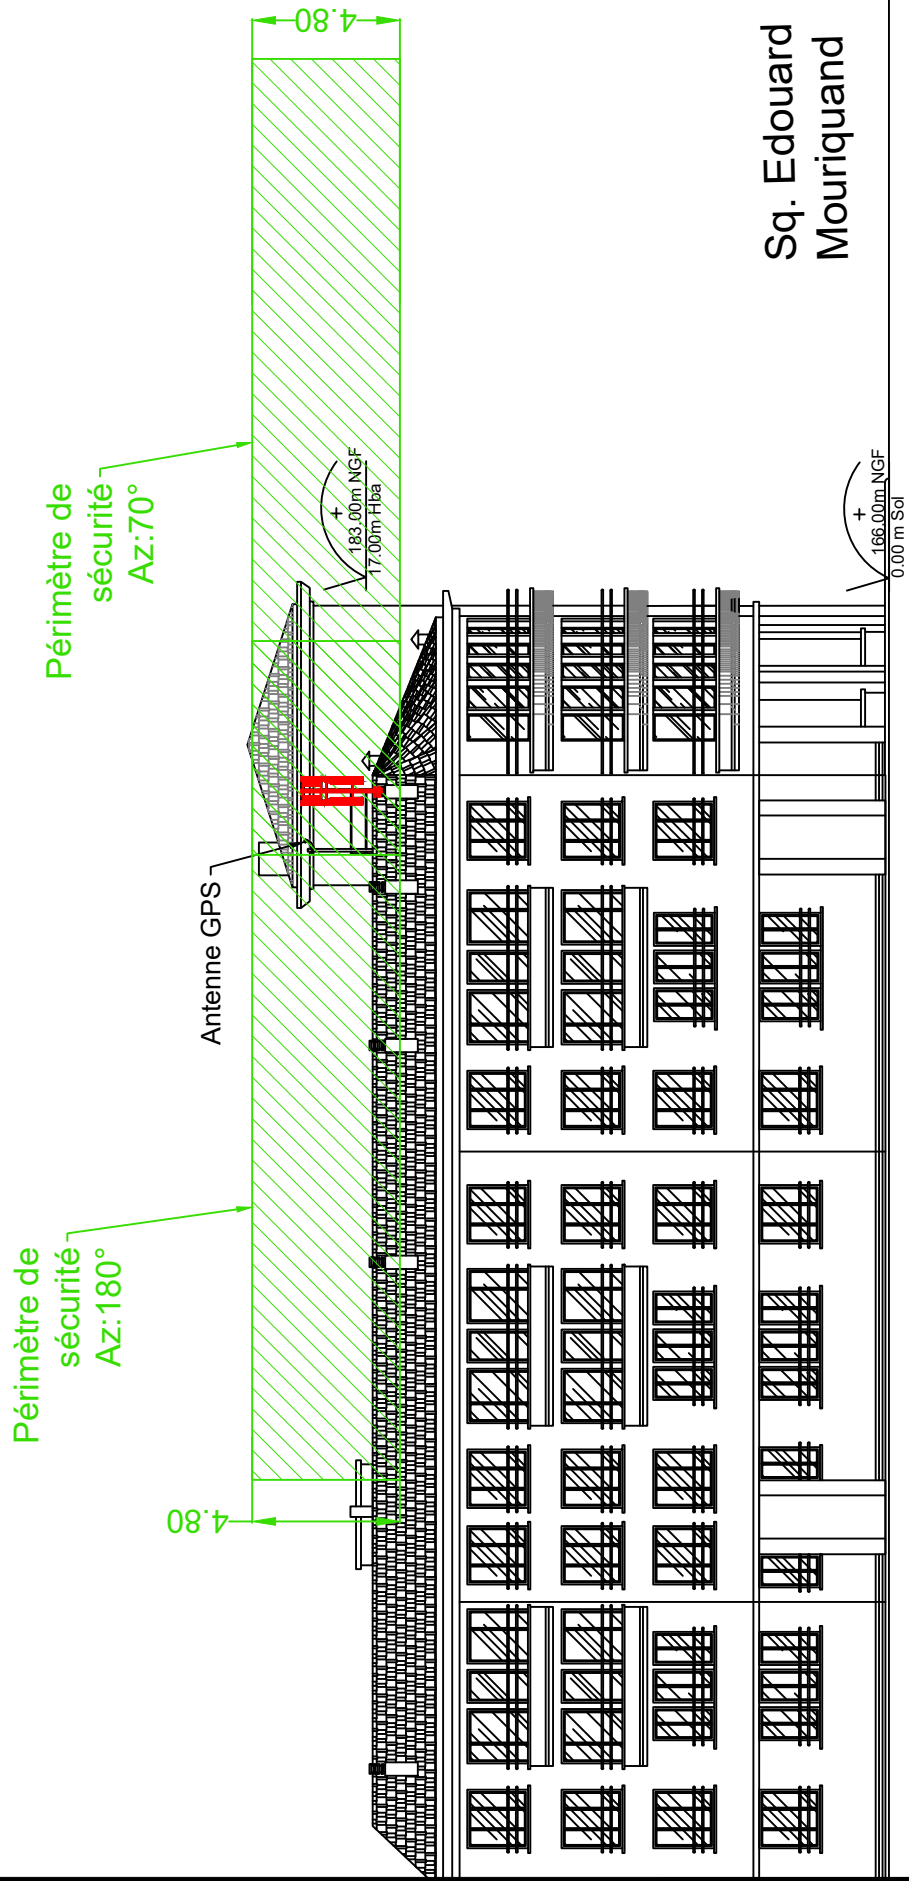 4.80
Périmètre de
sécurité
Az:70°
Sq. Edouard
Mouriquand
183.00m NGF
17.00m Hba
166.00m NGF
0.00 m Sol
Antenne GPS
Périmètre de
sécurité
Az:180°
4.80